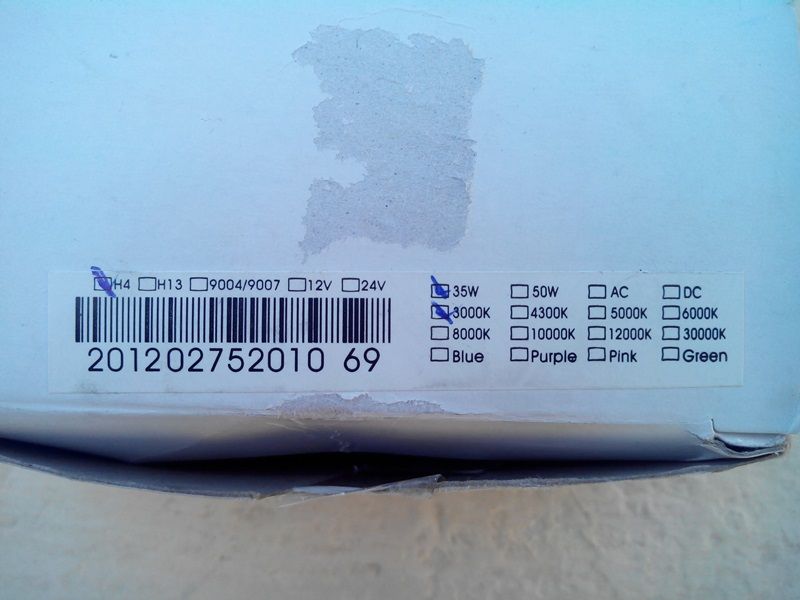 H4 H13 9004/9007 12V 24V
201202752010 69
35W 50W AC DC
3000K 4300K 5000K 6000K
8000K 10000K 12000K 30000K
Blue Purple Pink Green